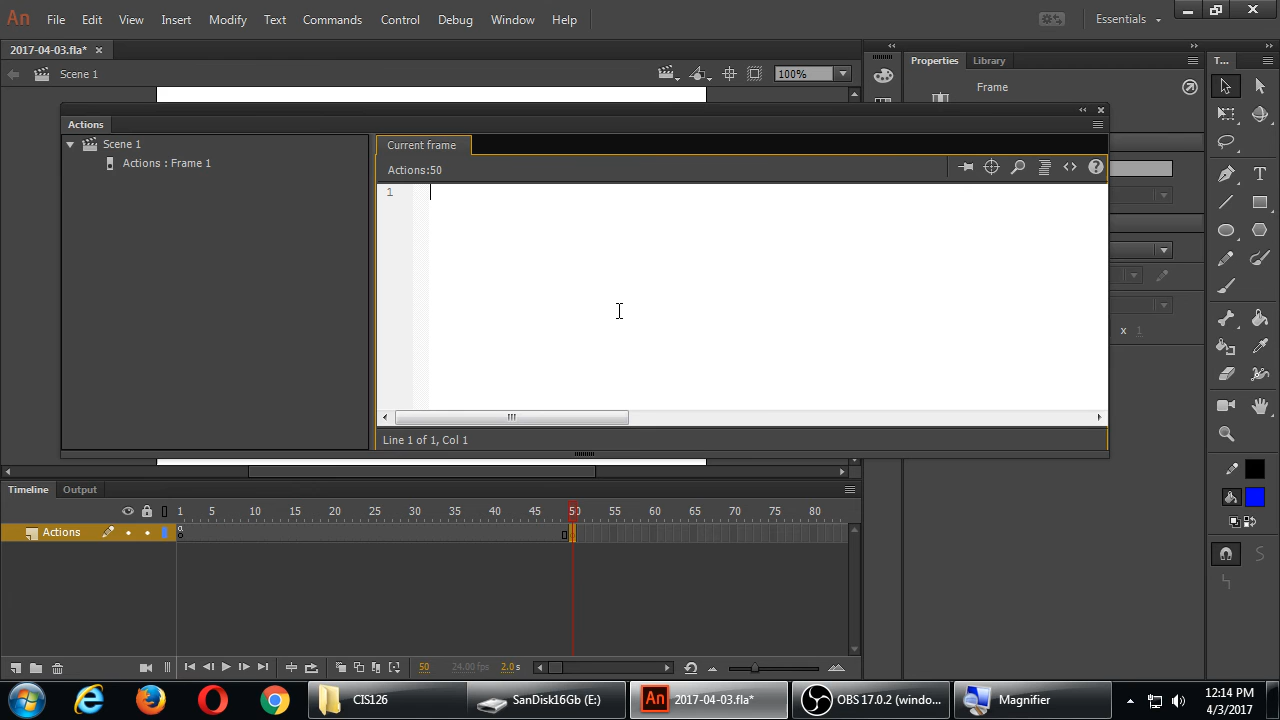 An File Edit View Insert Modify Text Commands Control Debug Window Help Essentials
2017-04-03.fla* ×
Scene 1 100%
Properties Library T...
Frame
Actions
Scene 1
Actions : Frame 1
Current frame
Actions:50
1
Line 1 of 1, Col 1
x 1
Timeline Output
1 5 10 15 20 25 30 35 40 45 50 55 60 65 70 75 80
Actions
a
50 24.00 fps 2.0 s
CIS126 SanDisk16Gb (E:) An 2017-04-03.fla* OBS 17.0.2 (windo... Magnifier
12:14 PM
4/3/2017